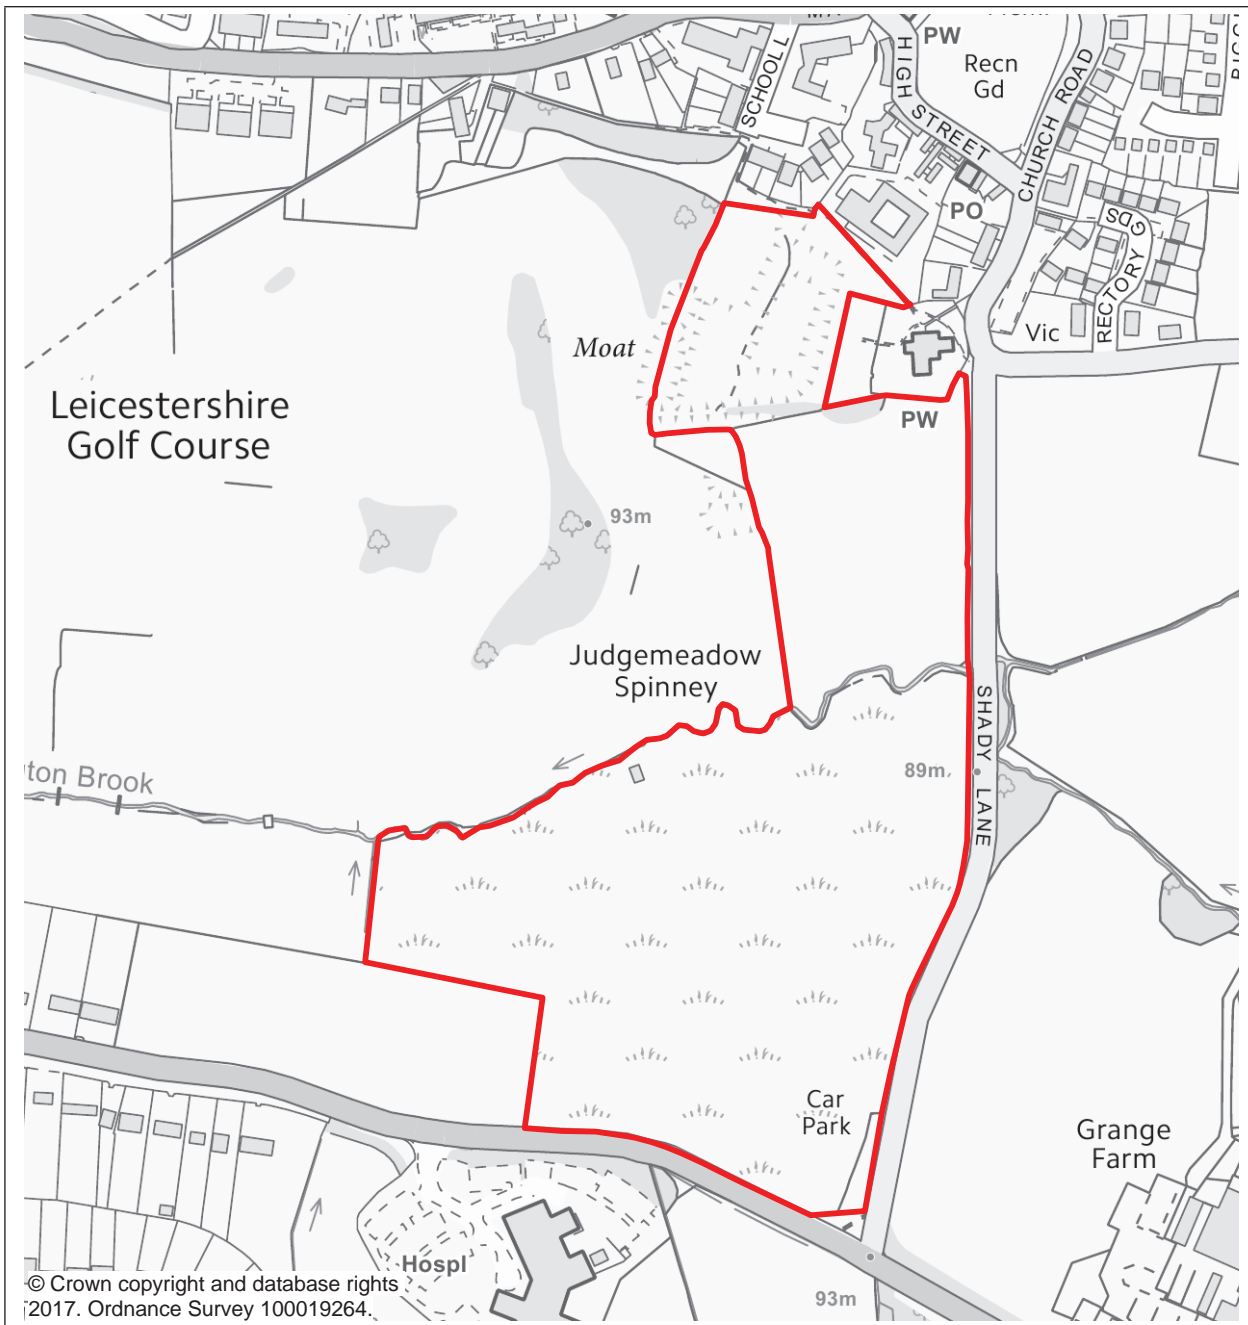 SCHOOL L
HIGH STREET
PW
Recn
Gd
CHURCH ROAD
PO
RECTORY GDS
Vic
Moat
Leicestershire
Golf Course
PW
93m
Judgemeadow
Spinney
SHADY LANE
89m
ton Brook
Car
Park
Grange
Farm
Hospl
93m
© Crown copyright and database rights
2017. Ordnance Survey 100019264.